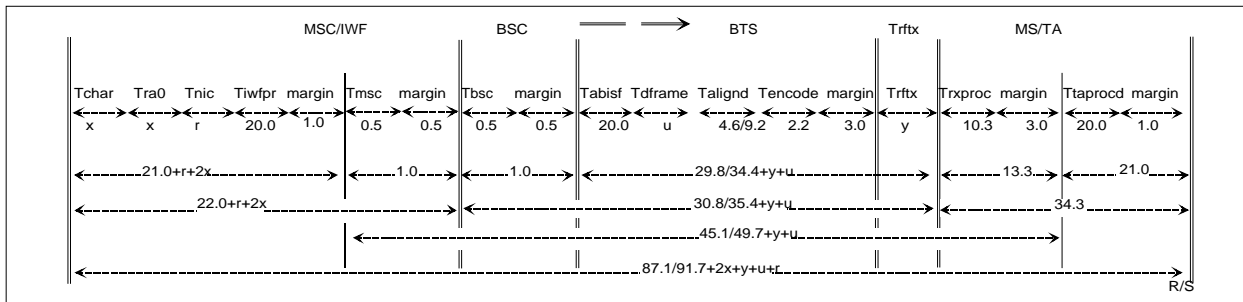 MSC/IWF BSC BTS Trftx MS/TA
Tchar Tra0 Tnic Tiwfpr margin Tmsc margin Tbsc margin Tabisf Tdframe Talignd Tencode margin Trftx Trxproc margin Ttaprocd margin
x x r 20.0 1.0 0.5 0.5 0.5 0.5 20.0 u 4.6/9.2 2.2 3.0 y 10.3 3.0 20.0 1.0
21.0+r+2x 1.0 1.0 29.8/34.4+y+u 13.3 21.0
22.0+r+2x 30.8/35.4+y+u 34.3
45.1/49.7+y+u
87.1/91.7+2x+y+u+r
R/S